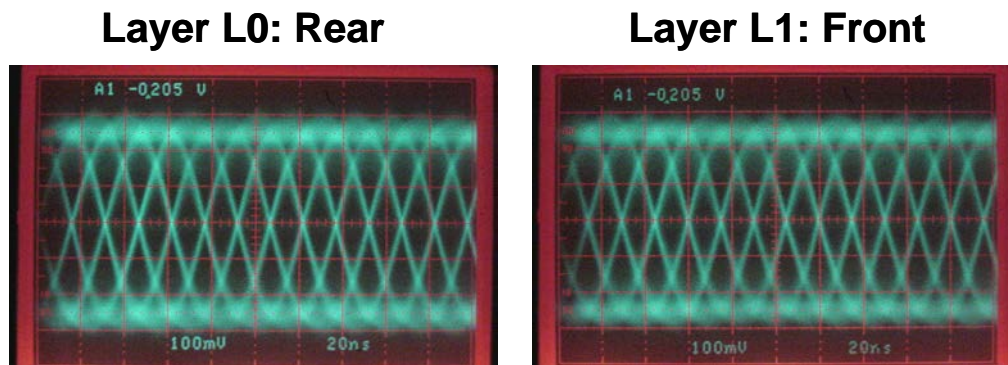 Layer L0: Rear
Layer L1: Front
A1 -0.205 V
100mV 20ns
A1 -0.205 V
100mV 20ns